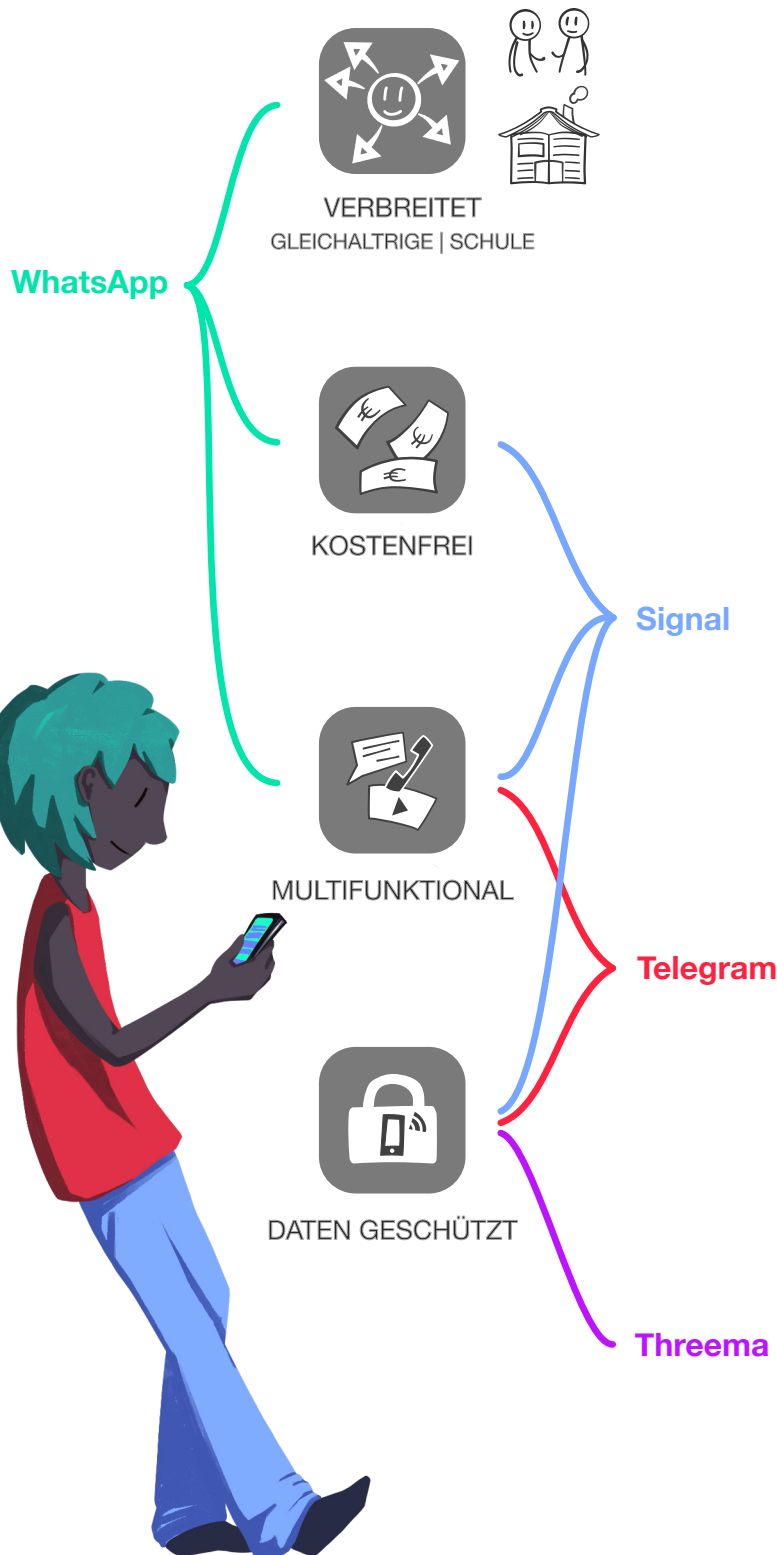 VERBREITET
GLEICHALTRIGE | SCHULE
WhatsApp
KOSTENFREI
Signal
MULTIFUNKTIONAL
Telegram
DATEN GESCHÜTZT
Threema